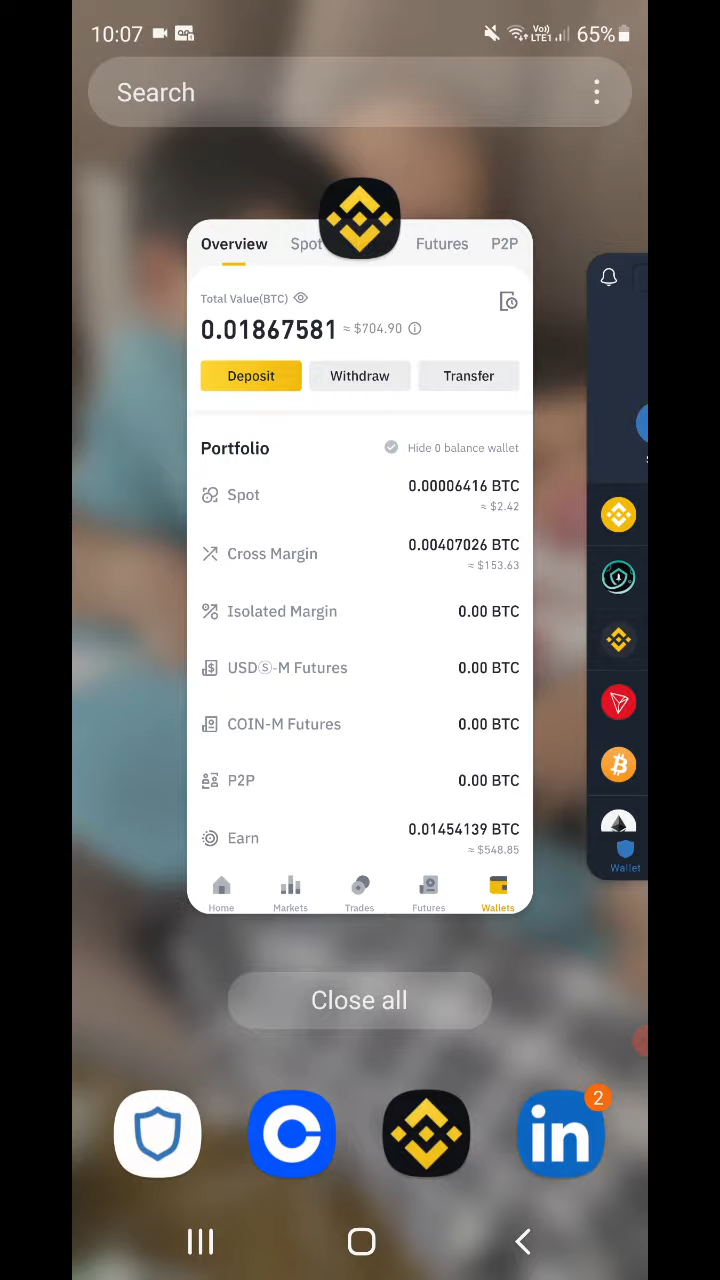 10:07 Vo) LTE1 65%
Search
Overview Spot Futures P2P
Total Value(BTC)
0.01867581 ≈ $704.90
Deposit Withdraw Transfer
Portfolio Hide 0 balance wallet
Spot 0.00006416 BTC
≈ $2.42
Cross Margin 0.00407026 BTC
≈ $153.63
Isolated Margin 0.00 BTC
USDⓈ-M Futures 0.00 BTC
COIN-M Futures 0.00 BTC
P2P 0.00 BTC
Earn 0.01454139 BTC
≈ $548.85
Home Markets Trades Futures Wallets
Wallet
Close all
2
in